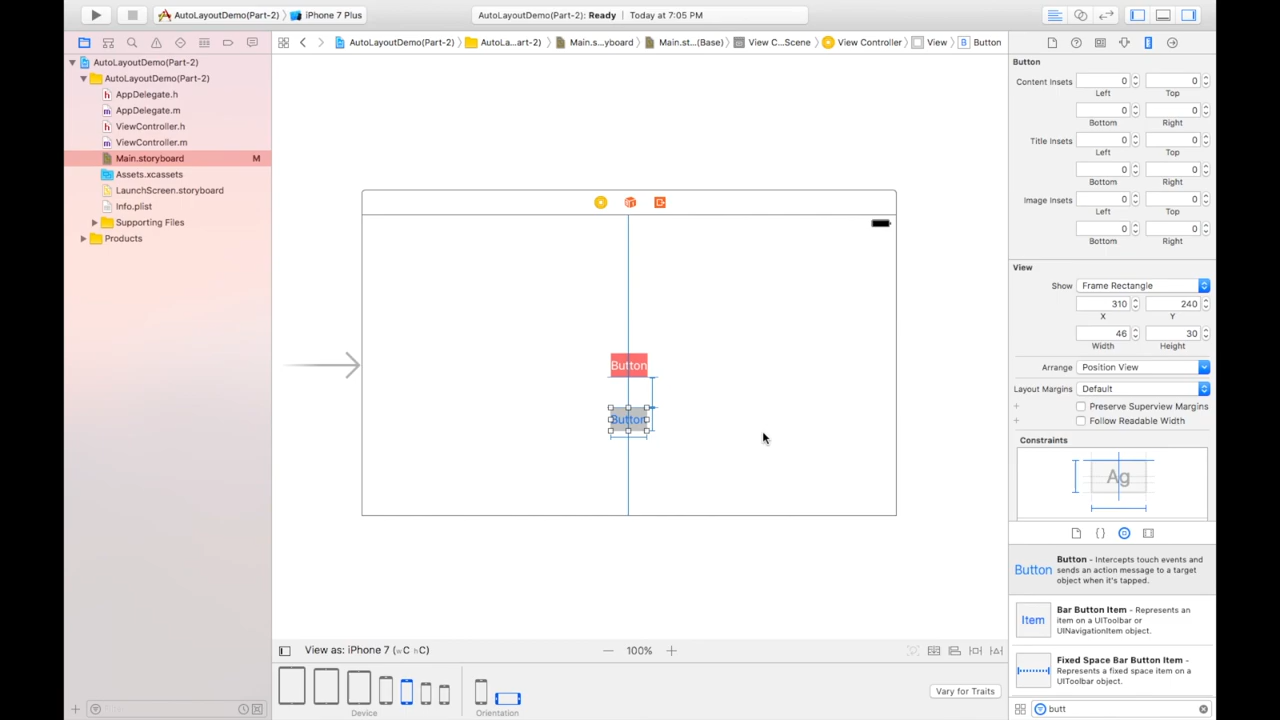 AutoLayoutDemo(Part-2) iPhone 7 Plus
AutoLayoutDemo(Part-2): Ready | Today at 7:05 PM
AutoLayoutDemo(Part-2) AutoLa...art-2) Main.s...yboard Main.st...(Base) View C...Scene View Controller View B Button
AutoLayoutDemo(Part-2)
AutoLayoutDemo(Part-2)
h AppDelegate.h
m AppDelegate.m
h ViewController.h
m ViewController.m
Main.storyboard M
Assets.xcassets
LaunchScreen.storyboard
Info.plist
Supporting Files
Products
Button
Button
View as: iPhone 7 (wC hC)
100%
Device
Orientation
Vary for Traits
Button
Content Insets 0 0
Left Top
0 0
Bottom Right
Title Insets 0 0
Left Top
0 0
Bottom Right
Image Insets 0 0
Left Top
0 0
Bottom Right
View
Show Frame Rectangle
310 240
X Y
46 30
Width Height
Arrange Position View
Layout Margins Default
Preserve Superview Margins
Follow Readable Width
Constraints
Ag
Button
Button - Intercepts touch events and
sends an action message to a target
object when it's tapped.
Item
Bar Button Item - Represents an
item on a UIToolbar or
UINavigationItem object.
Fixed Space Bar Button Item -
Represents a fixed space item on a
UIToolbar object.
butt